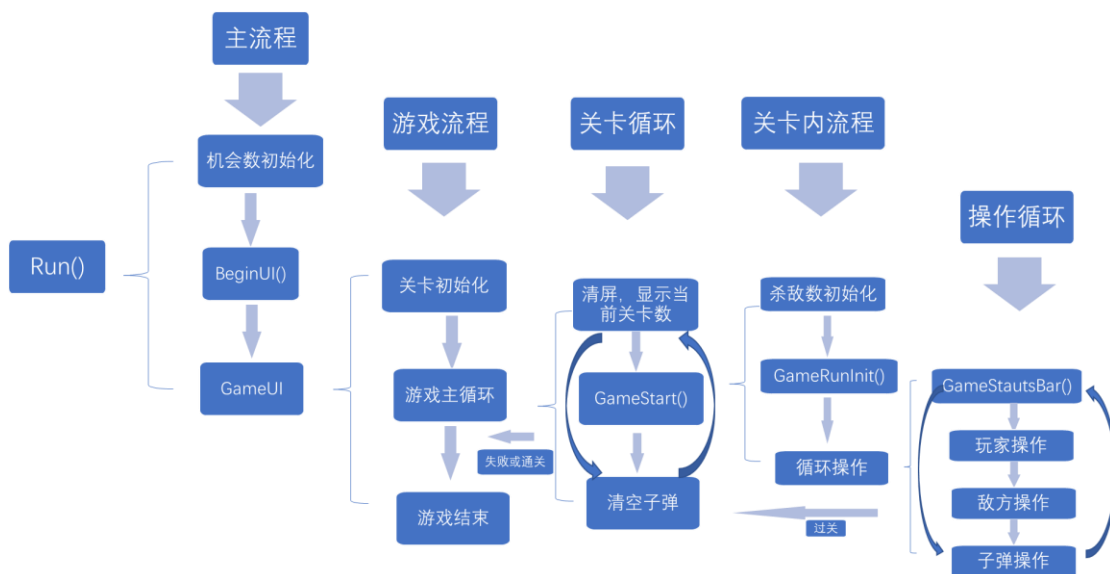 主流程
游戏流程
关卡循环
关卡内流程
操作循环
Run()
机会数初始化
BeginUI()
GameUI
关卡初始化
游戏主循环
游戏结束
失败或通关
清屏，显示当
前关卡数
GameStart()
清空子弹
杀敌数初始化
GameRunInit()
循环操作
过关
GameStautsBar()
玩家操作
敌方操作
子弹操作